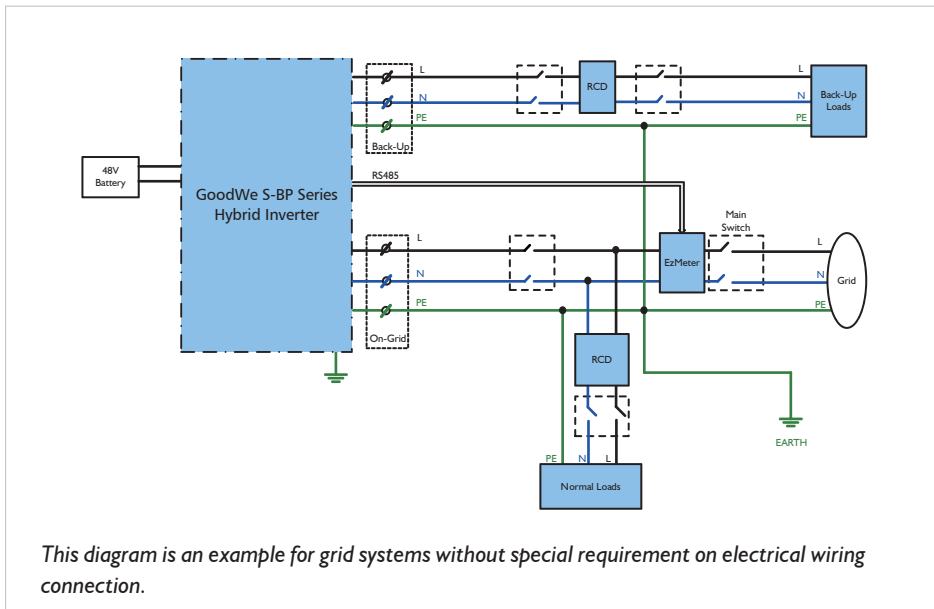 L
RCD
L
N
N
Back-Up
Loads
PE
PE
Back-Up
48V
Battery
RS485
GoodWe S-BP Series
Hybrid Inverter
Main
Switch
L
L
EzMeter
N
N
Grid
PE
PE
On-Grid
RCD
EARTH
PE
N
L
Normal Loads
This diagram is an example for grid systems without special requirement on electrical wiring
connection.